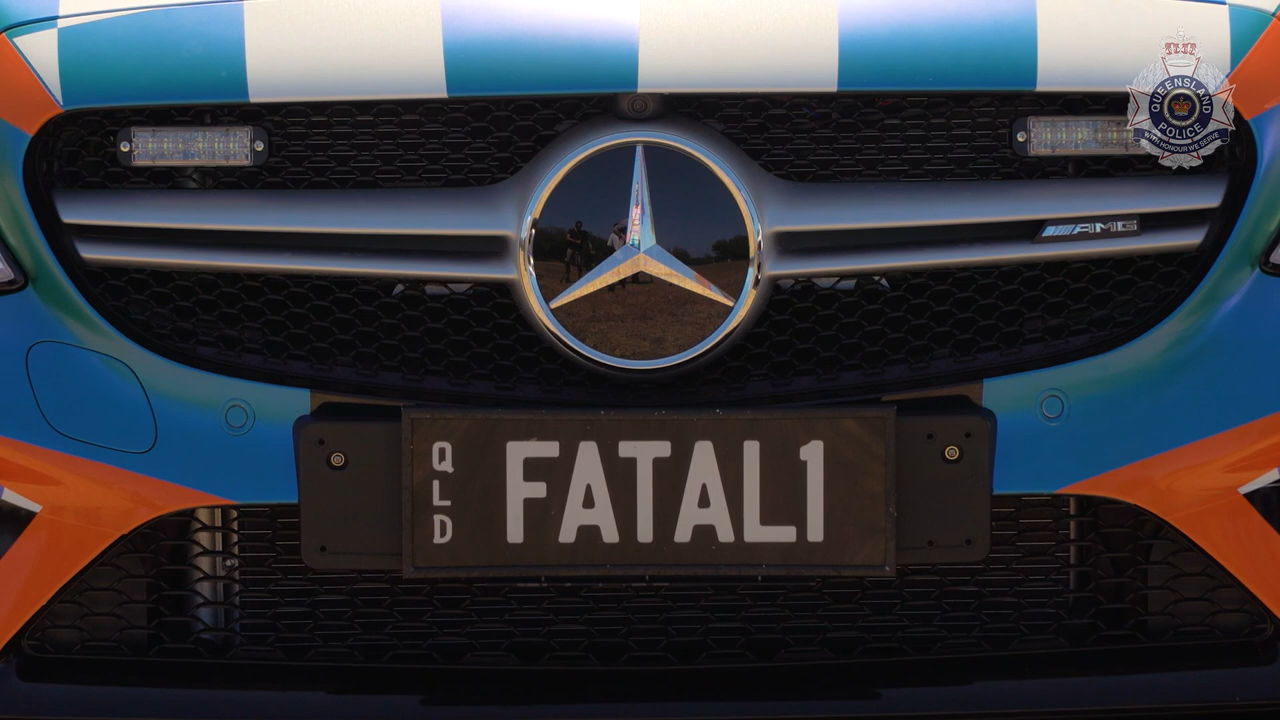 QUEENSLAND
POLICE
WITH HONOUR WE SERVE
AMG
QLD
FATAL1